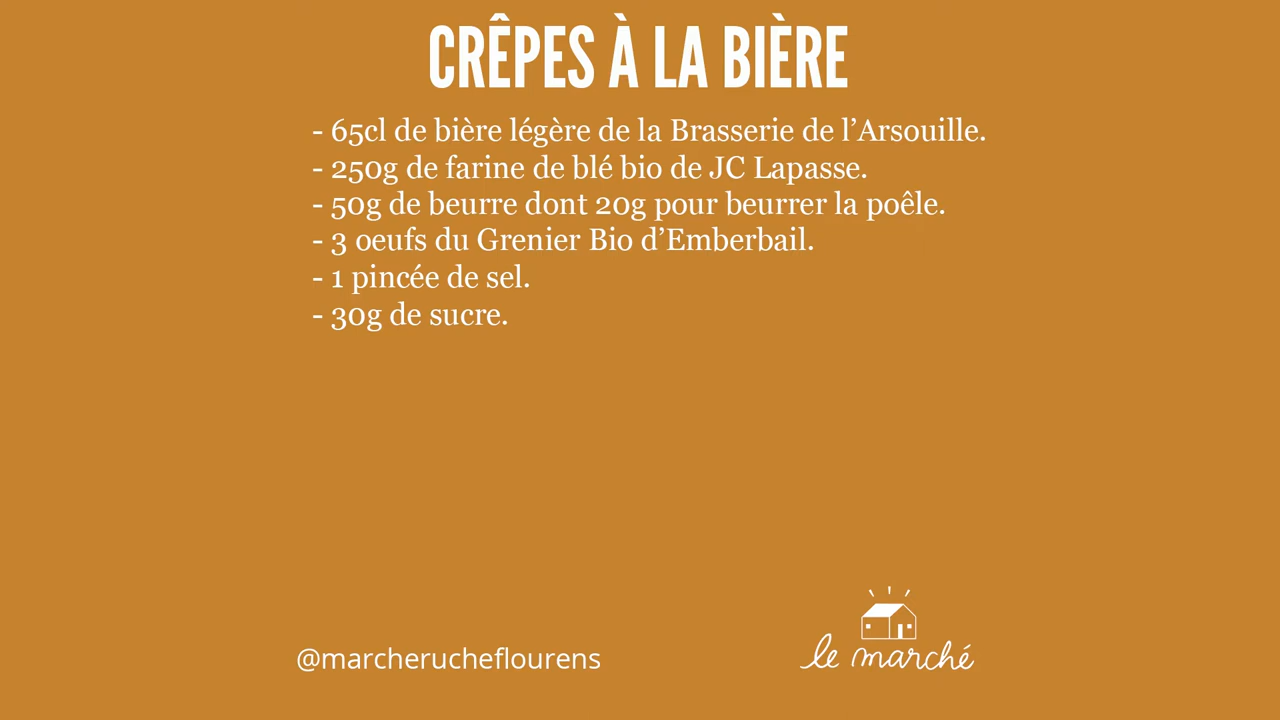 CRÊPES À LA BIÈRE
- 65cl de bière légère de la Brasserie de l’Arsouille.
- 250g de farine de blé bio de JC Lapasse.
- 50g de beurre dont 20g pour beurrer la poêle.
- 3 oeufs du Grenier Bio d’Emberbail.
- 1 pincée de sel.
- 30g de sucre.
@marcherucheflourens
le marché